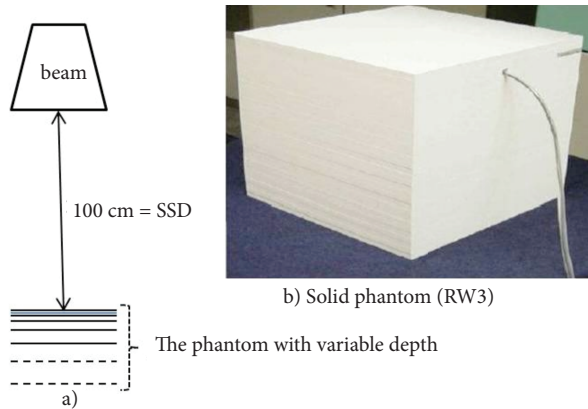 beam
100 cm = SSD
b) Solid phantom (RW3)
The phantom with variable depth
a)